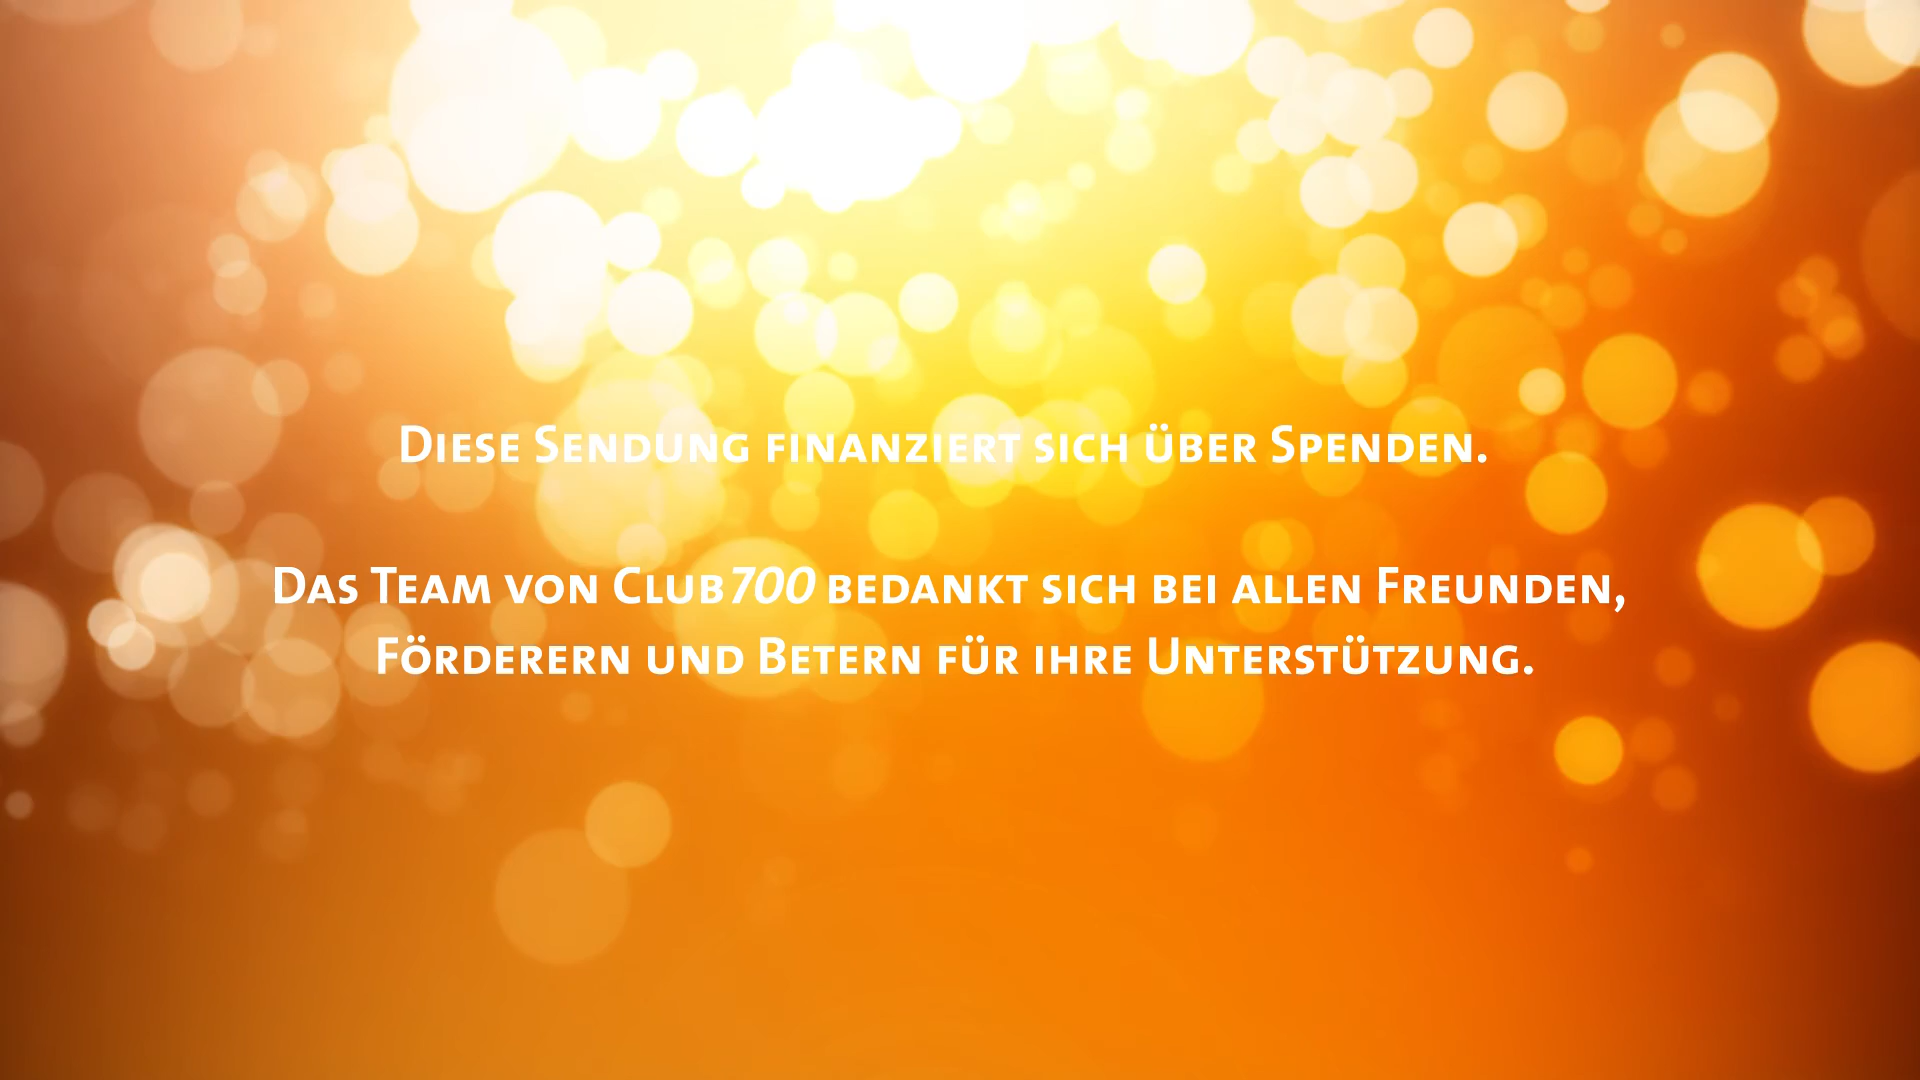 Diese Sendung finanziert sich über Spenden.
Das Team von Club700 bedankt sich bei allen Freunden,
Förderern und Betern für ihre Unterstützung.